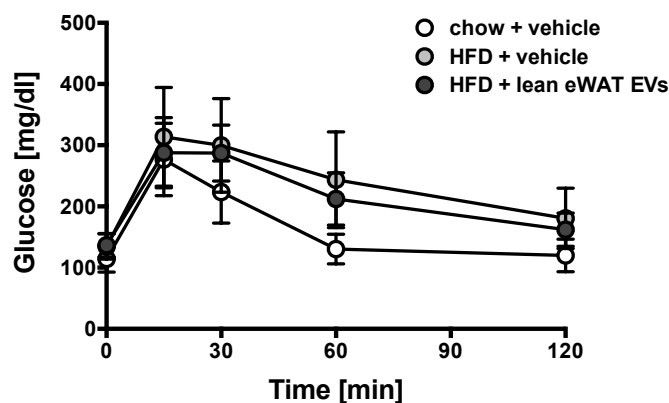 500
400
300
200
100
0
Glucose [mg/dl]
chow + vehicle
HFD + vehicle
HFD + lean eWAT EVs
0 30 60 90 120
Time [min]